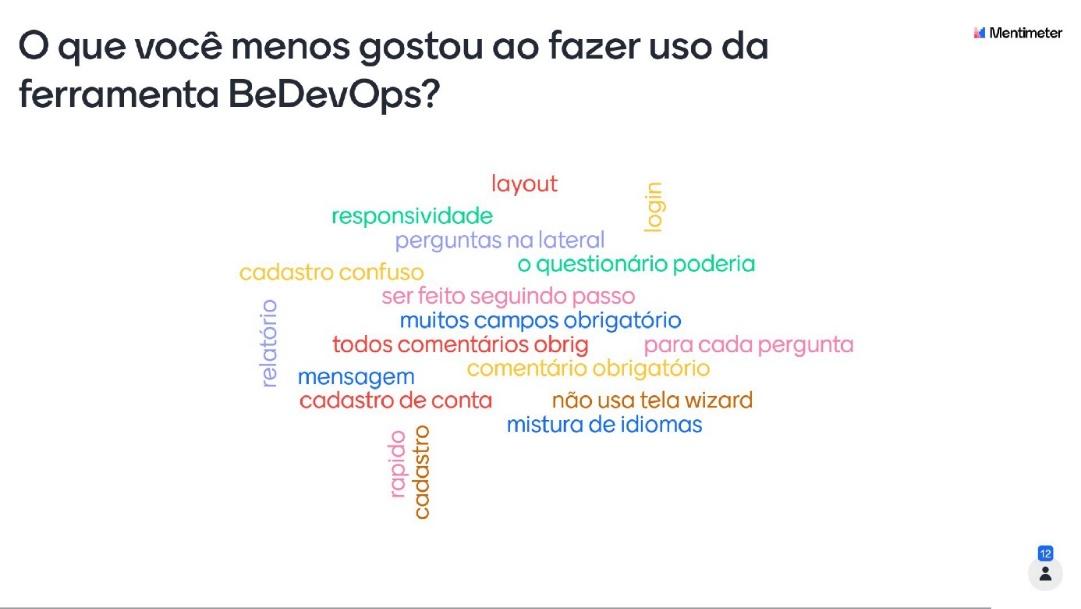 O que você menos gostou ao fazer uso da
ferramenta BeDevOps?
Mentimeter
layout
login
responsividade
perguntas na lateral
o questionário poderia
cadastro confuso
ser feito seguindo passo
relatório
muitos campos obrigatório
todos comentários obrig
para cada pergunta
comentário obrigatório
mensagem
cadastro de conta
não usa tela wizard
mistura de idiomas
rapido
cadastro
12